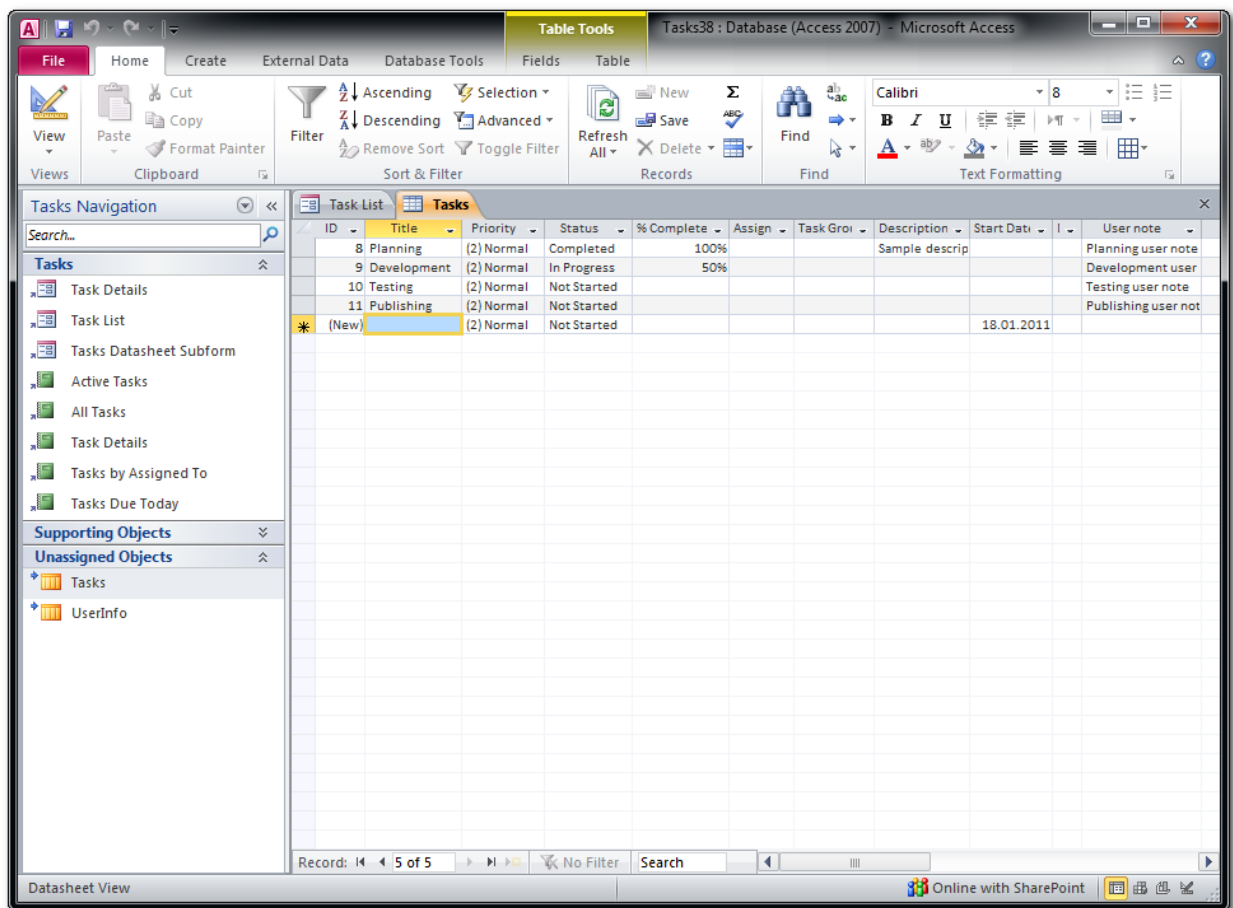 Table Tools Tasks38 : Database (Access 2007) - Microsoft Access
File Home Create External Data Database Tools Fields Table
View
Views
Paste
Cut
Copy
Format Painter
Clipboard
Filter
Ascending
Descending
Remove Sort
Selection
Advanced
Toggle Filter
Sort & Filter
Refresh
All
New
Save
Delete
Σ
ABC
Records
Find
ab
ac
Find
Calibri 8
B I U
A ab
Text Formatting
Tasks Navigation
Search...
Tasks
Task Details
Task List
Tasks Datasheet Subform
Active Tasks
All Tasks
Task Details
Tasks by Assigned To
Tasks Due Today
Supporting Objects
Unassigned Objects
Tasks
UserInfo
Task List Tasks
ID Title Priority Status % Complete Assign Task Grou Description Start Date I User note
8 Planning (2) Normal Completed 100% Sample descrip Planning user note
9 Development (2) Normal In Progress 50% Development user
10 Testing (2) Normal Not Started Testing user note
11 Publishing (2) Normal Not Started Publishing user not
(New) (2) Normal Not Started 18.01.2011
Record: 5 of 5 No Filter Search
Datasheet View Online with SharePoint